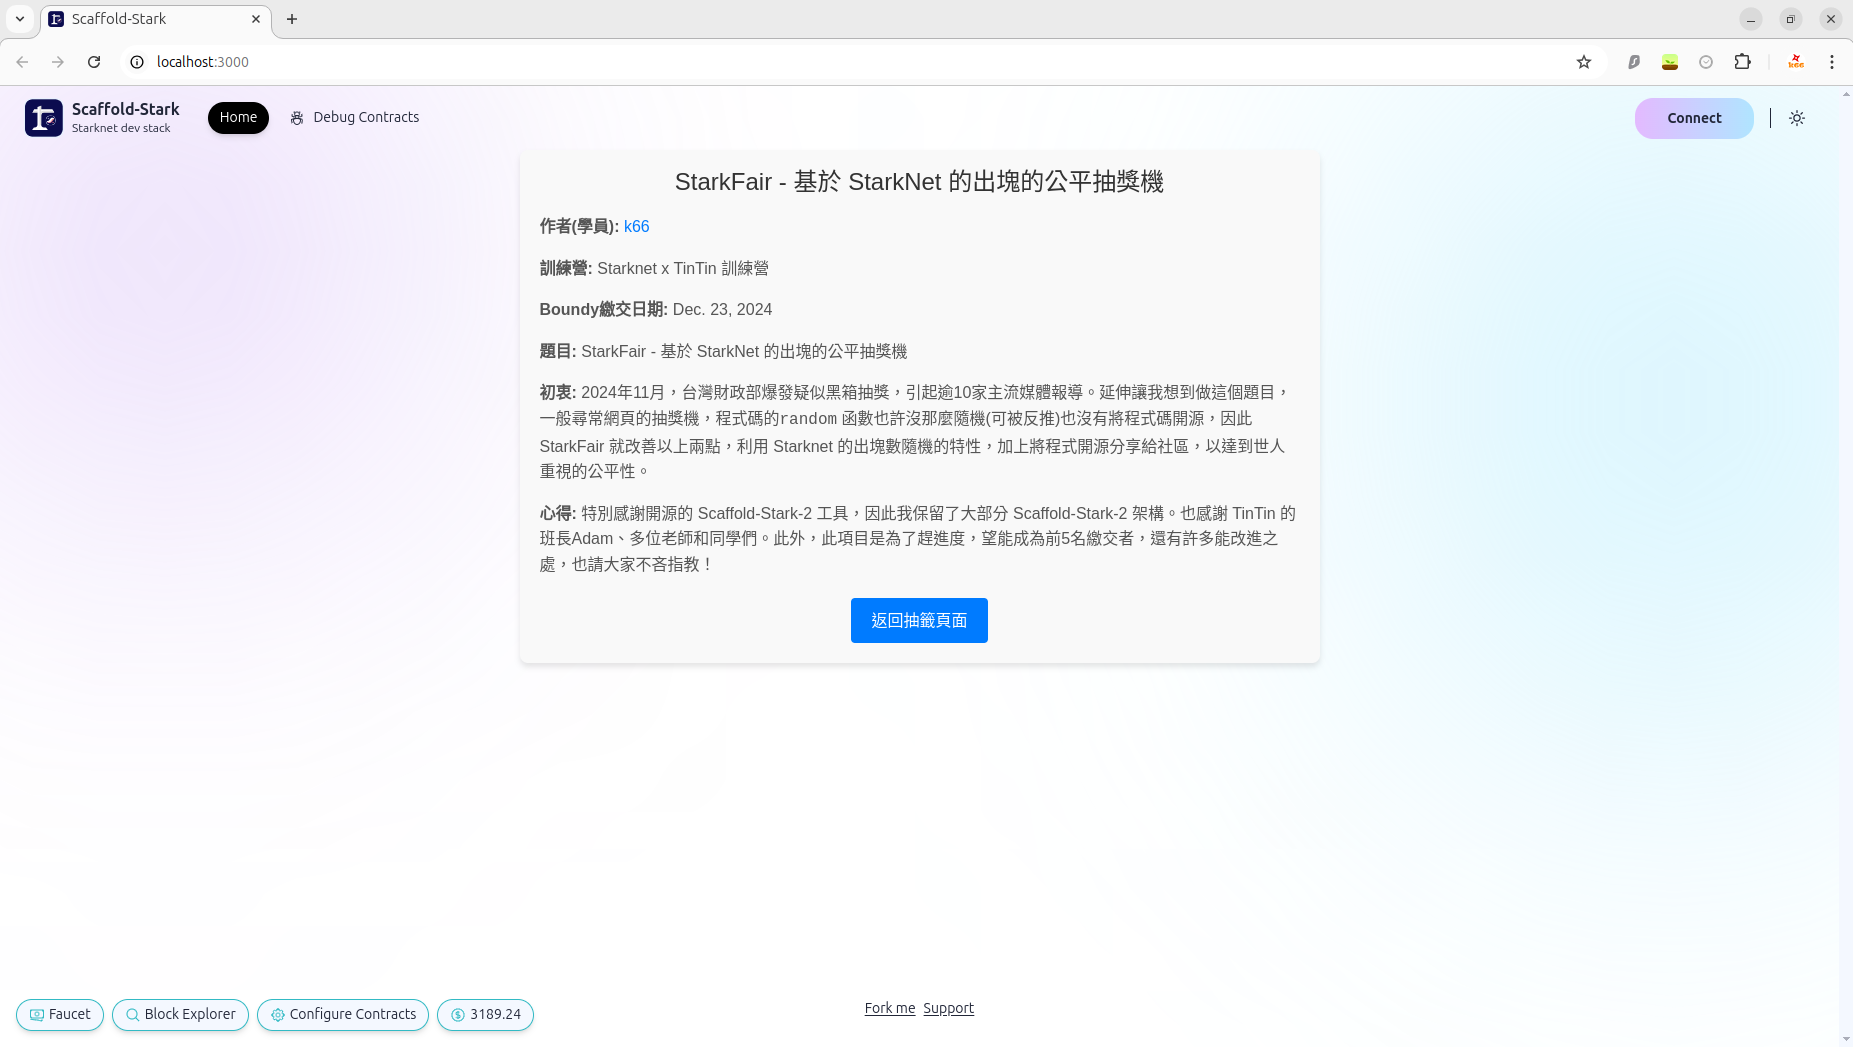 Scaffold-Stark
localhost:3000
Scaffold-Stark
Starknet dev stack
Home
Debug Contracts
Connect
StarkFair - 基於 StarkNet 的出塊的公平抽獎機
作者(學員): k66
訓練營: Starknet x TinTin 訓練營
Boundy繳交日期: Dec. 23, 2024
題目: StarkFair - 基於 StarkNet 的出塊的公平抽獎機
初衷: 2024年11月，台灣財政部爆發疑似黑箱抽獎，引起逾10家主流媒體報導。延伸讓我想到做這個題目，
一般尋常網頁的抽獎機，程式碼的random 函數也許沒那麼隨機(可被反推)也沒有將程式碼開源，因此
StarkFair 就改善以上兩點，利用 Starknet 的出塊數隨機的特性，加上將程式開源分享給社區，以達到世人
重視的公平性。
心得: 特別感謝開源的 Scaffold-Stark-2 工具，因此我保留了大部分 Scaffold-Stark-2 架構。也感謝 TinTin 的
班長Adam、多位老師和同學們。此外，此項目是為了趕進度，望能成為前5名繳交者，還有許多能改進之
處，也請大家不吝指教！
返回抽籤頁面
Faucet
Block Explorer
Configure Contracts
3189.24
Fork me
Support